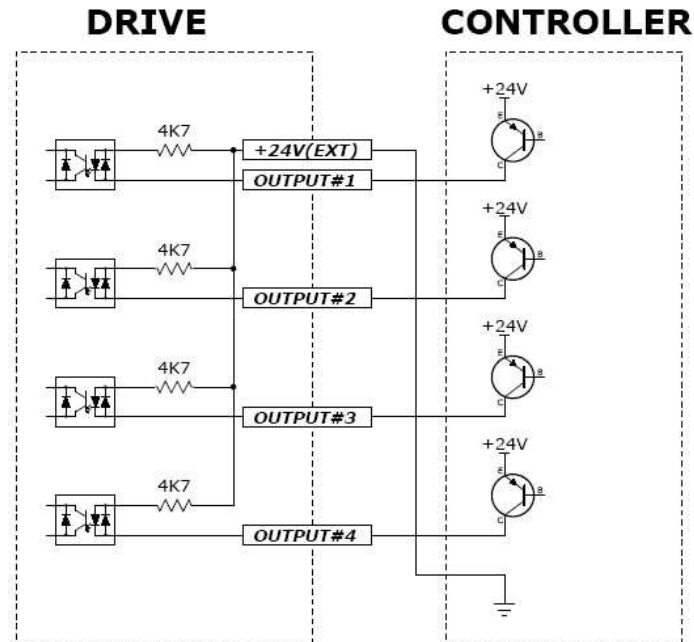 DRIVE CONTROLLER
+24V
E
4K7
B
+24V(EXT)
C
OUTPUT#1
+24V
E
4K7
B
C
OUTPUT#2
+24V
E
4K7
B
C
OUTPUT#3
+24V
E
4K7
B
C
OUTPUT#4